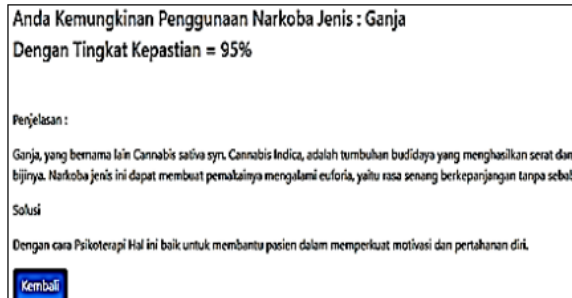 Anda Kemungkinan Penggunaan Narkoba Jenis : Ganja
Dengan Tingkat Kepastian = 95%
Penjelasan :
Ganja, yang bernama lain Cannabis sativa syn. Cannabis Indica, adalah tumbuhan budidaya yang menghasilkan serat dan
bijinya. Narkoba jenis ini dapat membuat pemakainya mengalami euforia, yaitu rasa senang berkepanjangan tanpa sebab
Solusi
Dengan cara Psikoterapi Hal ini baik untuk membantu pasien dalam memperkuat motivasi dan pertahanan diri.
Kembali